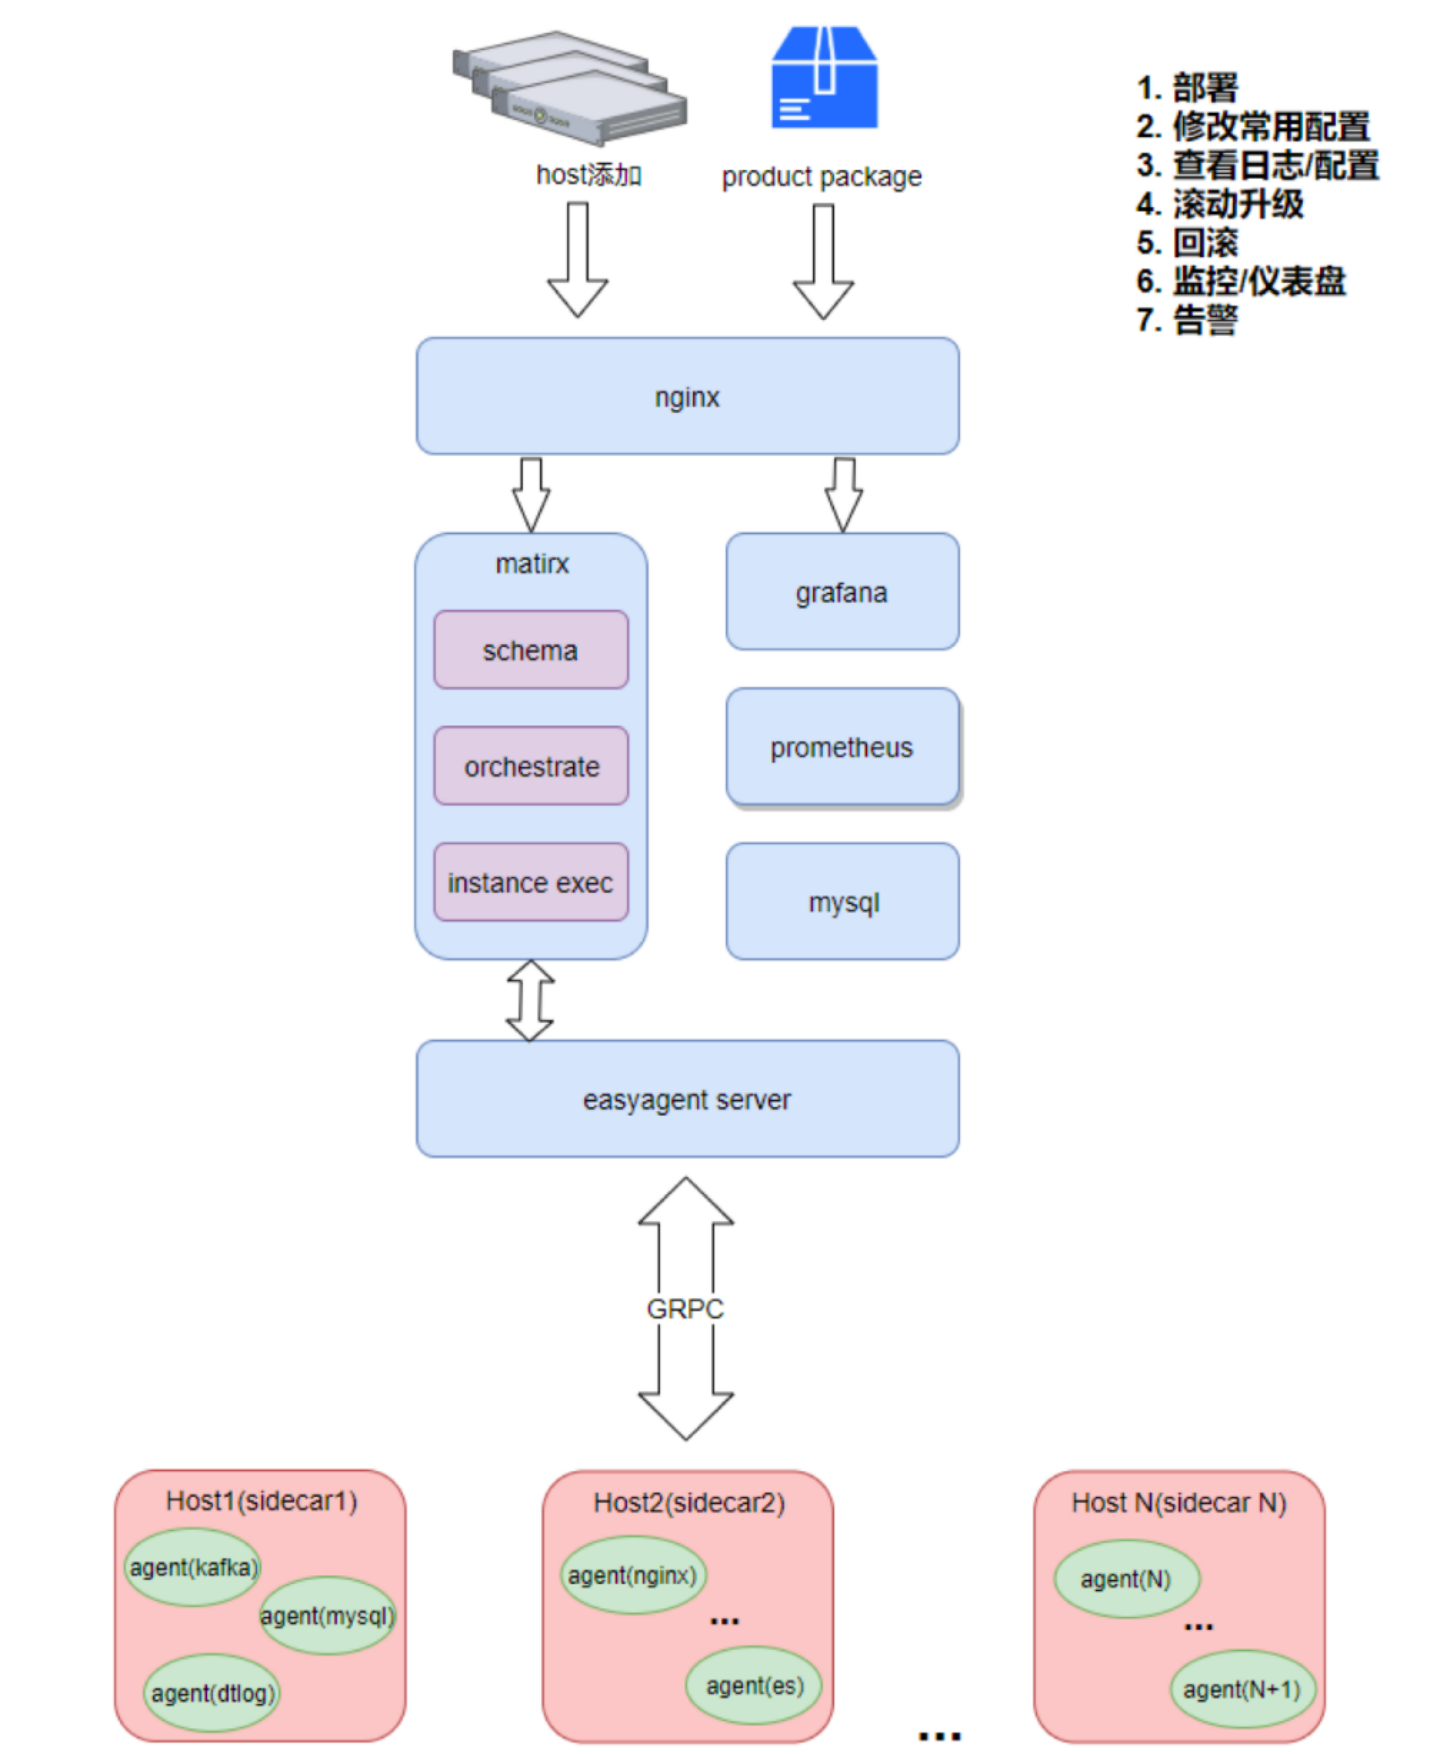 host添加
product package
1. 部署
2. 修改常用配置
3. 查看日志/配置
4. 滚动升级
5. 回滚
6. 监控/仪表盘
7. 告警
nginx
matirx
schema
orchestrate
instance exec
grafana
prometheus
mysql
easyagent server
GRPC
Host1(sidecar1)
agent(kafka)
agent(mysql)
agent(dtlog)
Host2(sidecar2)
agent(nginx)
...
agent(es)
...
Host N(sidecar N)
agent(N)
...
agent(N+1)